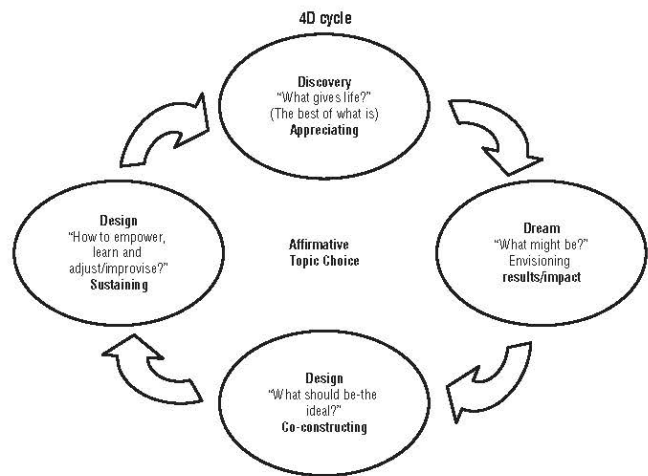 4D cycle
Discovery
"What gives life?"
(The best of what is)
Appreciating
Dream
"What might be?"
Envisioning
results/impact
Design
"What should be-the
ideal?"
Co-constructing
Design
"How to empower,
learn and
adjust/improvise?"
Sustaining
Affirmative
Topic Choice